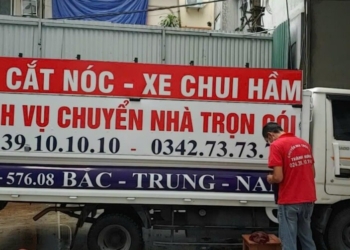 CẮT NÓC - XE CHUI HẦM
H VỤ CHUYỂN NHÀ TRỌN GÓI
39.10.10.10 - 0342.73.73.
576.08 BẮC - TRUNG - NA